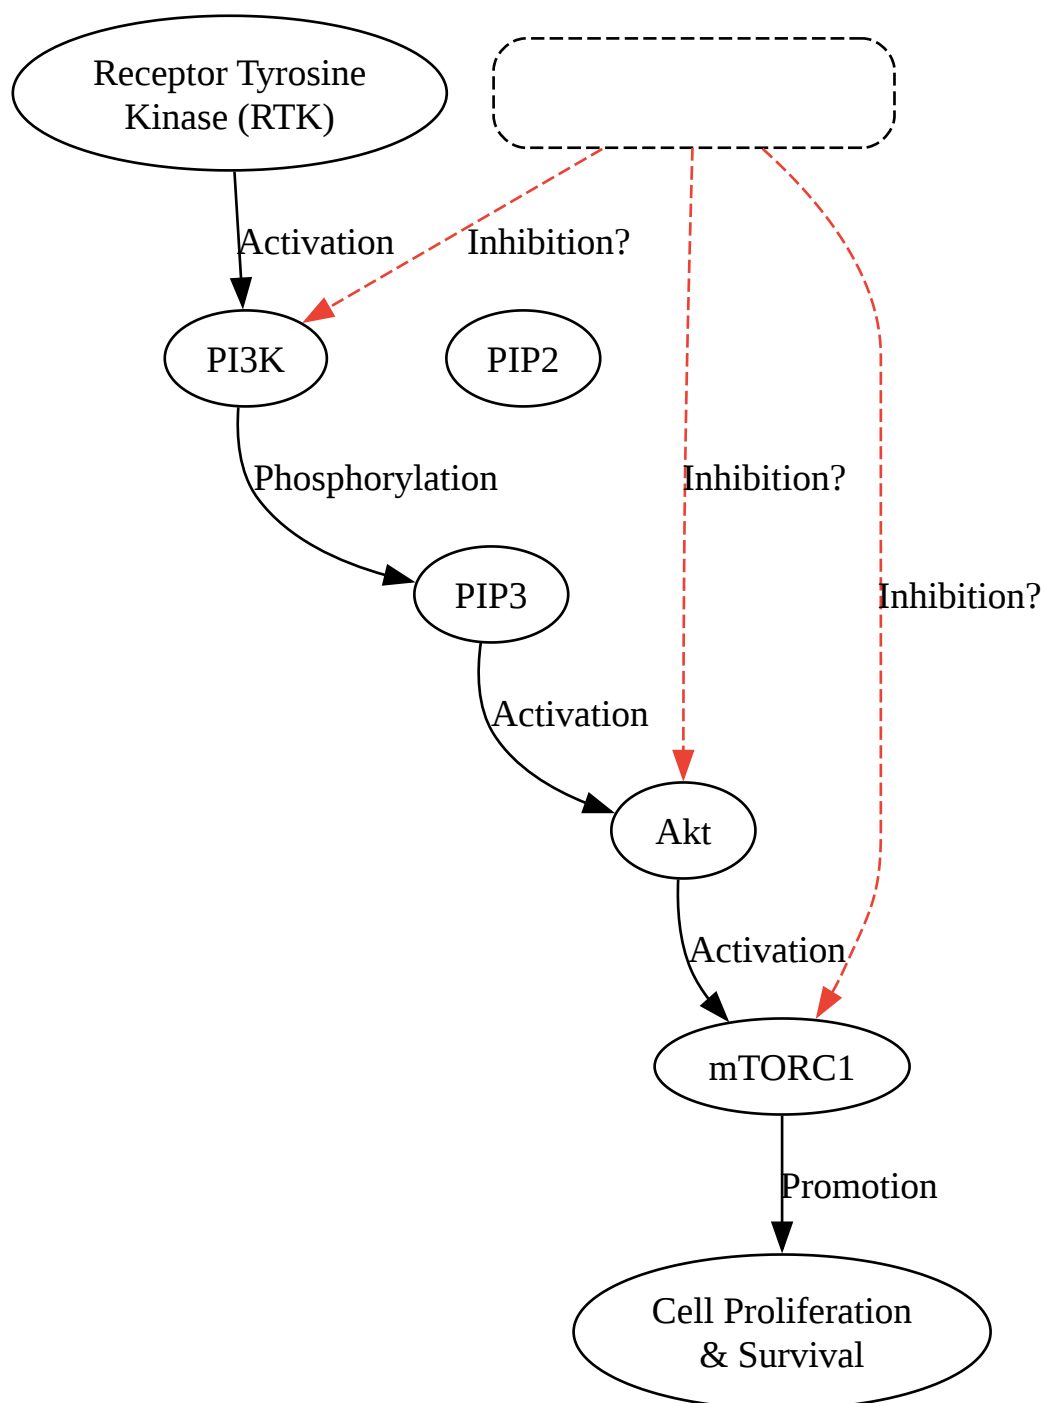 Receptor Tyrosine
Kinase (RTK)
Activation
Inhibition?
PI3K
PIP2
Phosphorylation
Inhibition?
PIP3
Inhibition?
Activation
Akt
Activation
mTORC1
Promotion
Cell Proliferation
& Survival